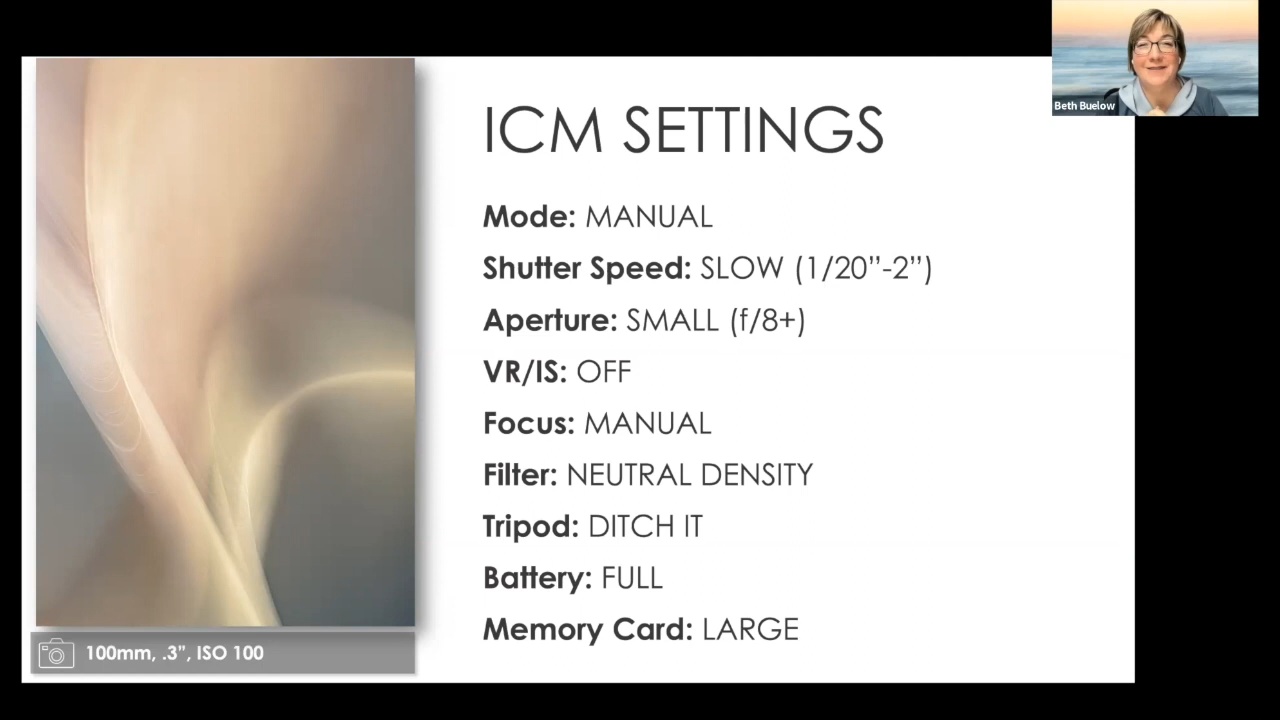 Beth Buelow
ICM SETTINGS
Mode: MANUAL
Shutter Speed: SLOW (1/20”-2”)
Aperture: SMALL (f/8+)
VR/IS: OFF
Focus: MANUAL
Filter: NEUTRAL DENSITY
Tripod: DITCH IT
Battery: FULL
Memory Card: LARGE
100mm, .3”, ISO 100